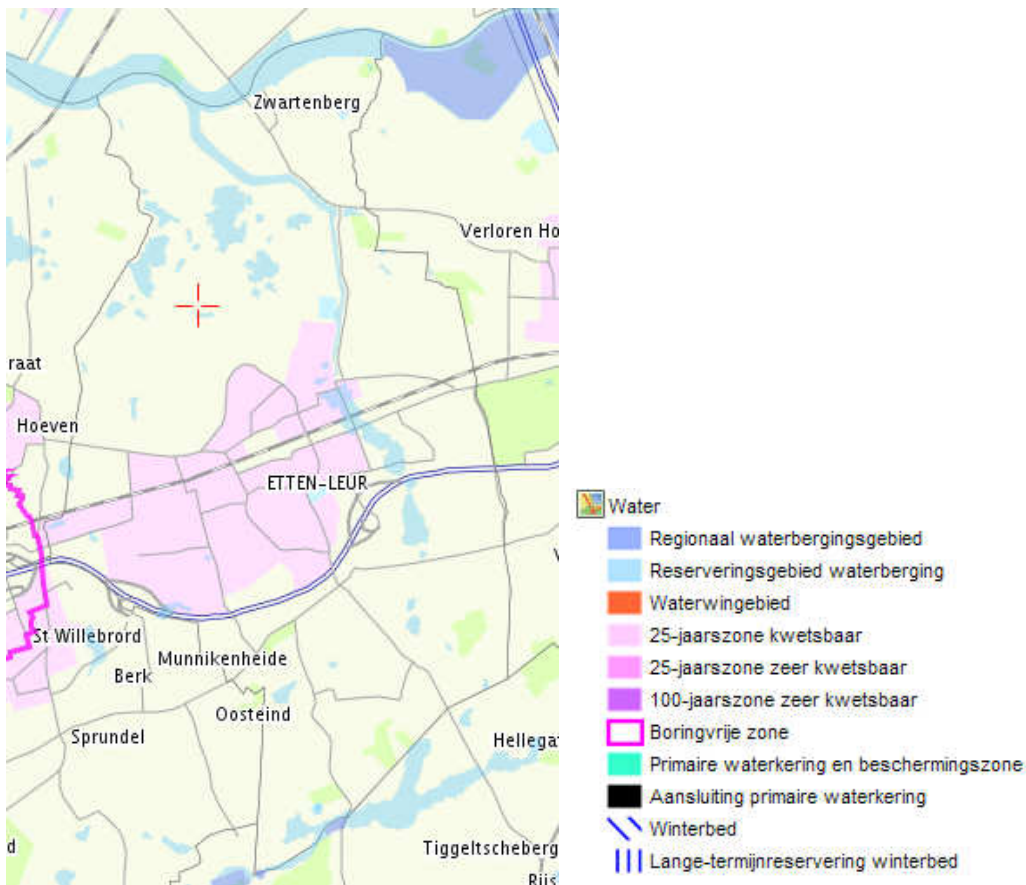 Zwartenberg
Verloren Ho
raat
Hoeven
ETTEN-LEUR
St Willebrord
Munnikenheide
Berk
Oosteind
Sprundel
Hellega
d
Tiggeltscheberg
Rijs
Water
Regionaal waterbergingsgebied
Reserveringsgebied waterberging
Waterwingebied
25-jaarszone kwetsbaar
25-jaarszone zeer kwetsbaar
100-jaarszone zeer kwetsbaar
Boringvrije zone
Primaire waterkering en beschermingszone
Aansluiting primaire waterkering
Winterbed
Lange-termijnreservering winterbed